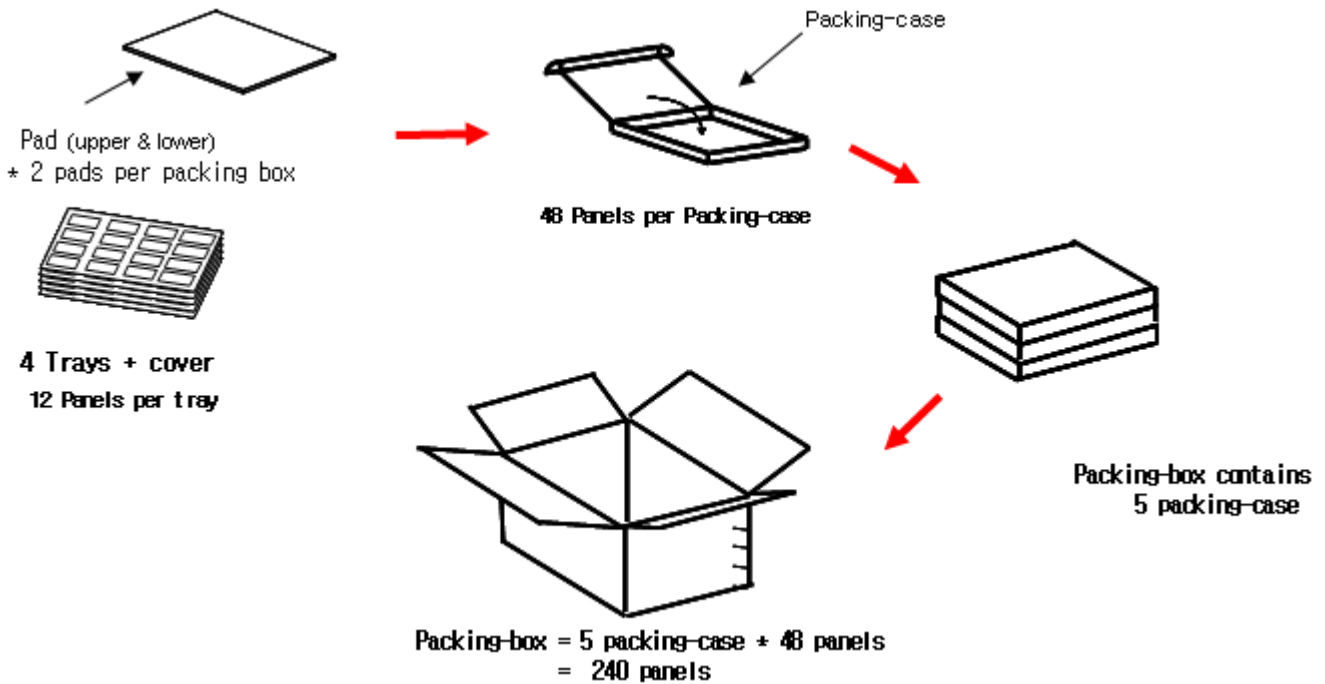 Packing-case
Pad (upper & lower)
* 2 pads per packing box
48 Panels per Packing-case
4 Trays + cover
12 Panels per tray
Packing-box contains
5 packing-case
Packing-box = 5 packing-case * 48 panels
= 240 panels